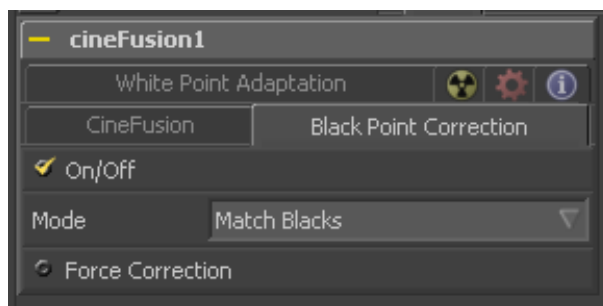 cineFusion1
White Point Adaptation
CineFusion Black Point Correction
On/Off
Mode Match Blacks
Force Correction